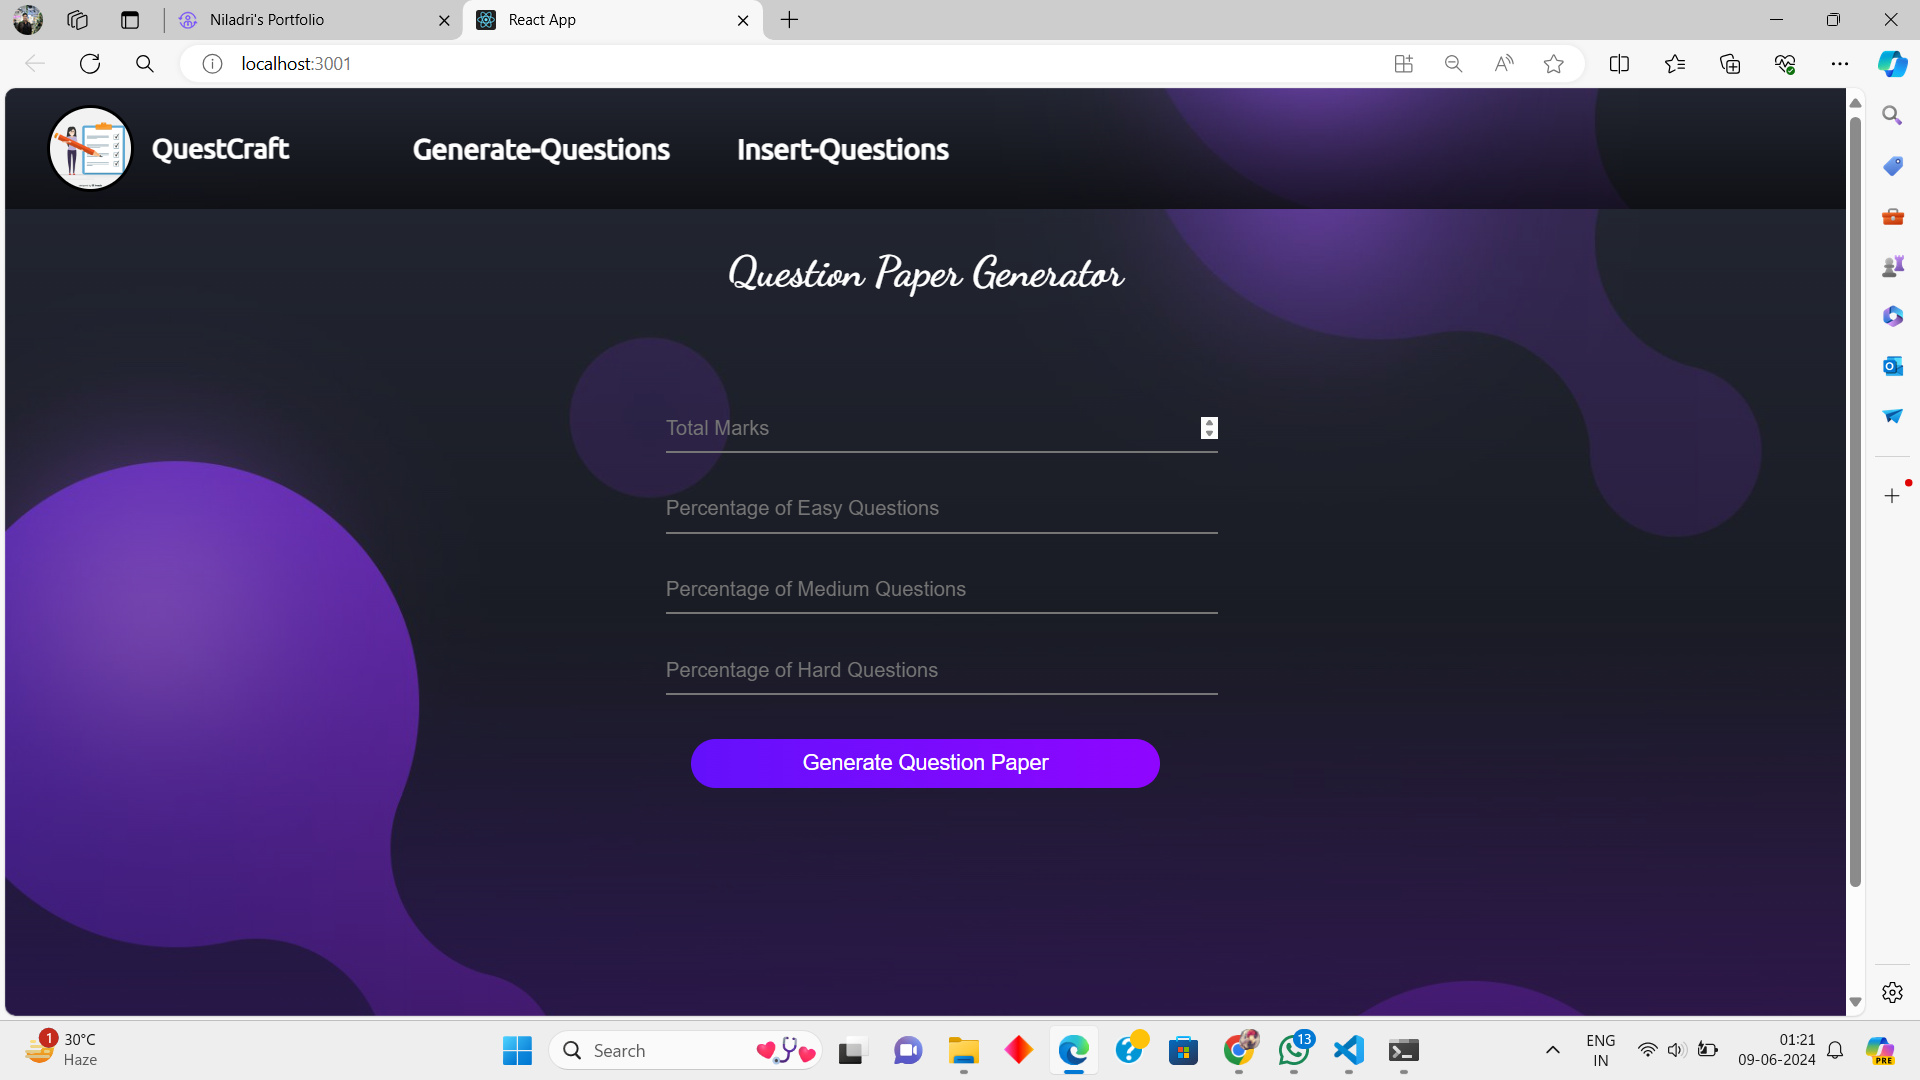 Niladri's Portfolio
React App
localhost:3001
QuestCraft
Generate-Questions
Insert-Questions
Question Paper Generator
Total Marks
Percentage of Easy Questions
Percentage of Medium Questions
Percentage of Hard Questions
Generate Question Paper
1
30°C
Haze
Search
13
ENG
IN
01:21
09-06-2024
PRE